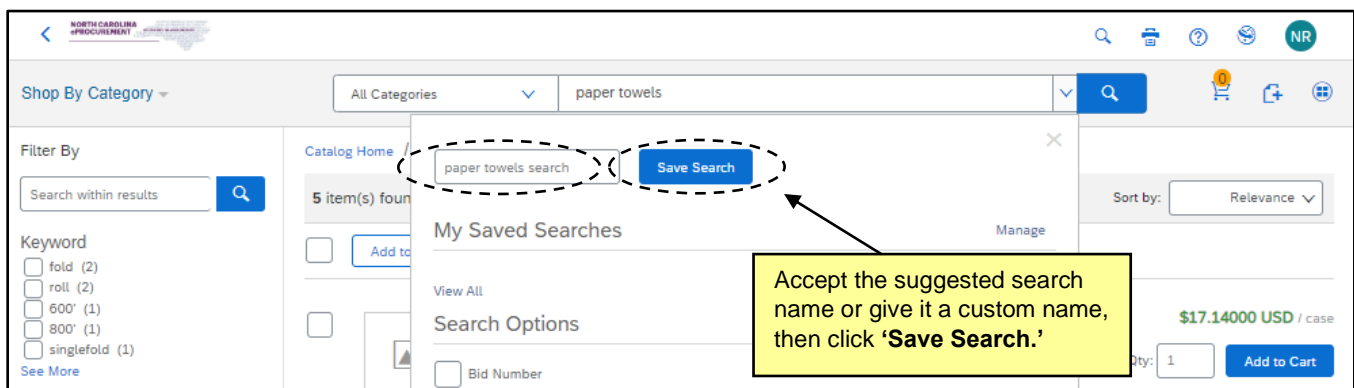 NORTH CAROLINA
ePROCUREMENT
NR
Shop By Category
All Categories
paper towels
0
Filter By
Catalog Home /
paper towels search
Save Search
Search within results
5 item(s) foun
Sort by:
Relevance
My Saved Searches
Manage
Keyword
Add to
fold (2)
roll (2)
600' (1)
800' (1)
singlefold (1)
See More
View All
Search Options
Bid Number
Accept the suggested search
name or give it a custom name,
then click ‘Save Search.’
$17.14000 USD / case
Qty:
1
Add to Cart